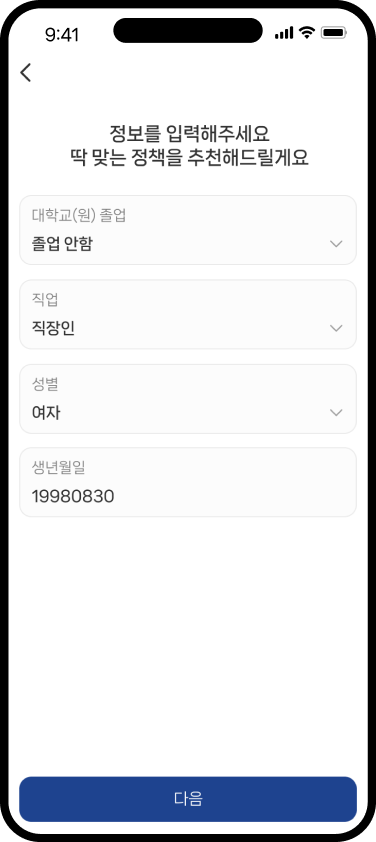 9:41
정보를 입력해주세요
딱 맞는 정책을 추천해드릴게요
대학교(원) 졸업
졸업 안함
직업
직장인
성별
여자
생년월일
19980830
다음